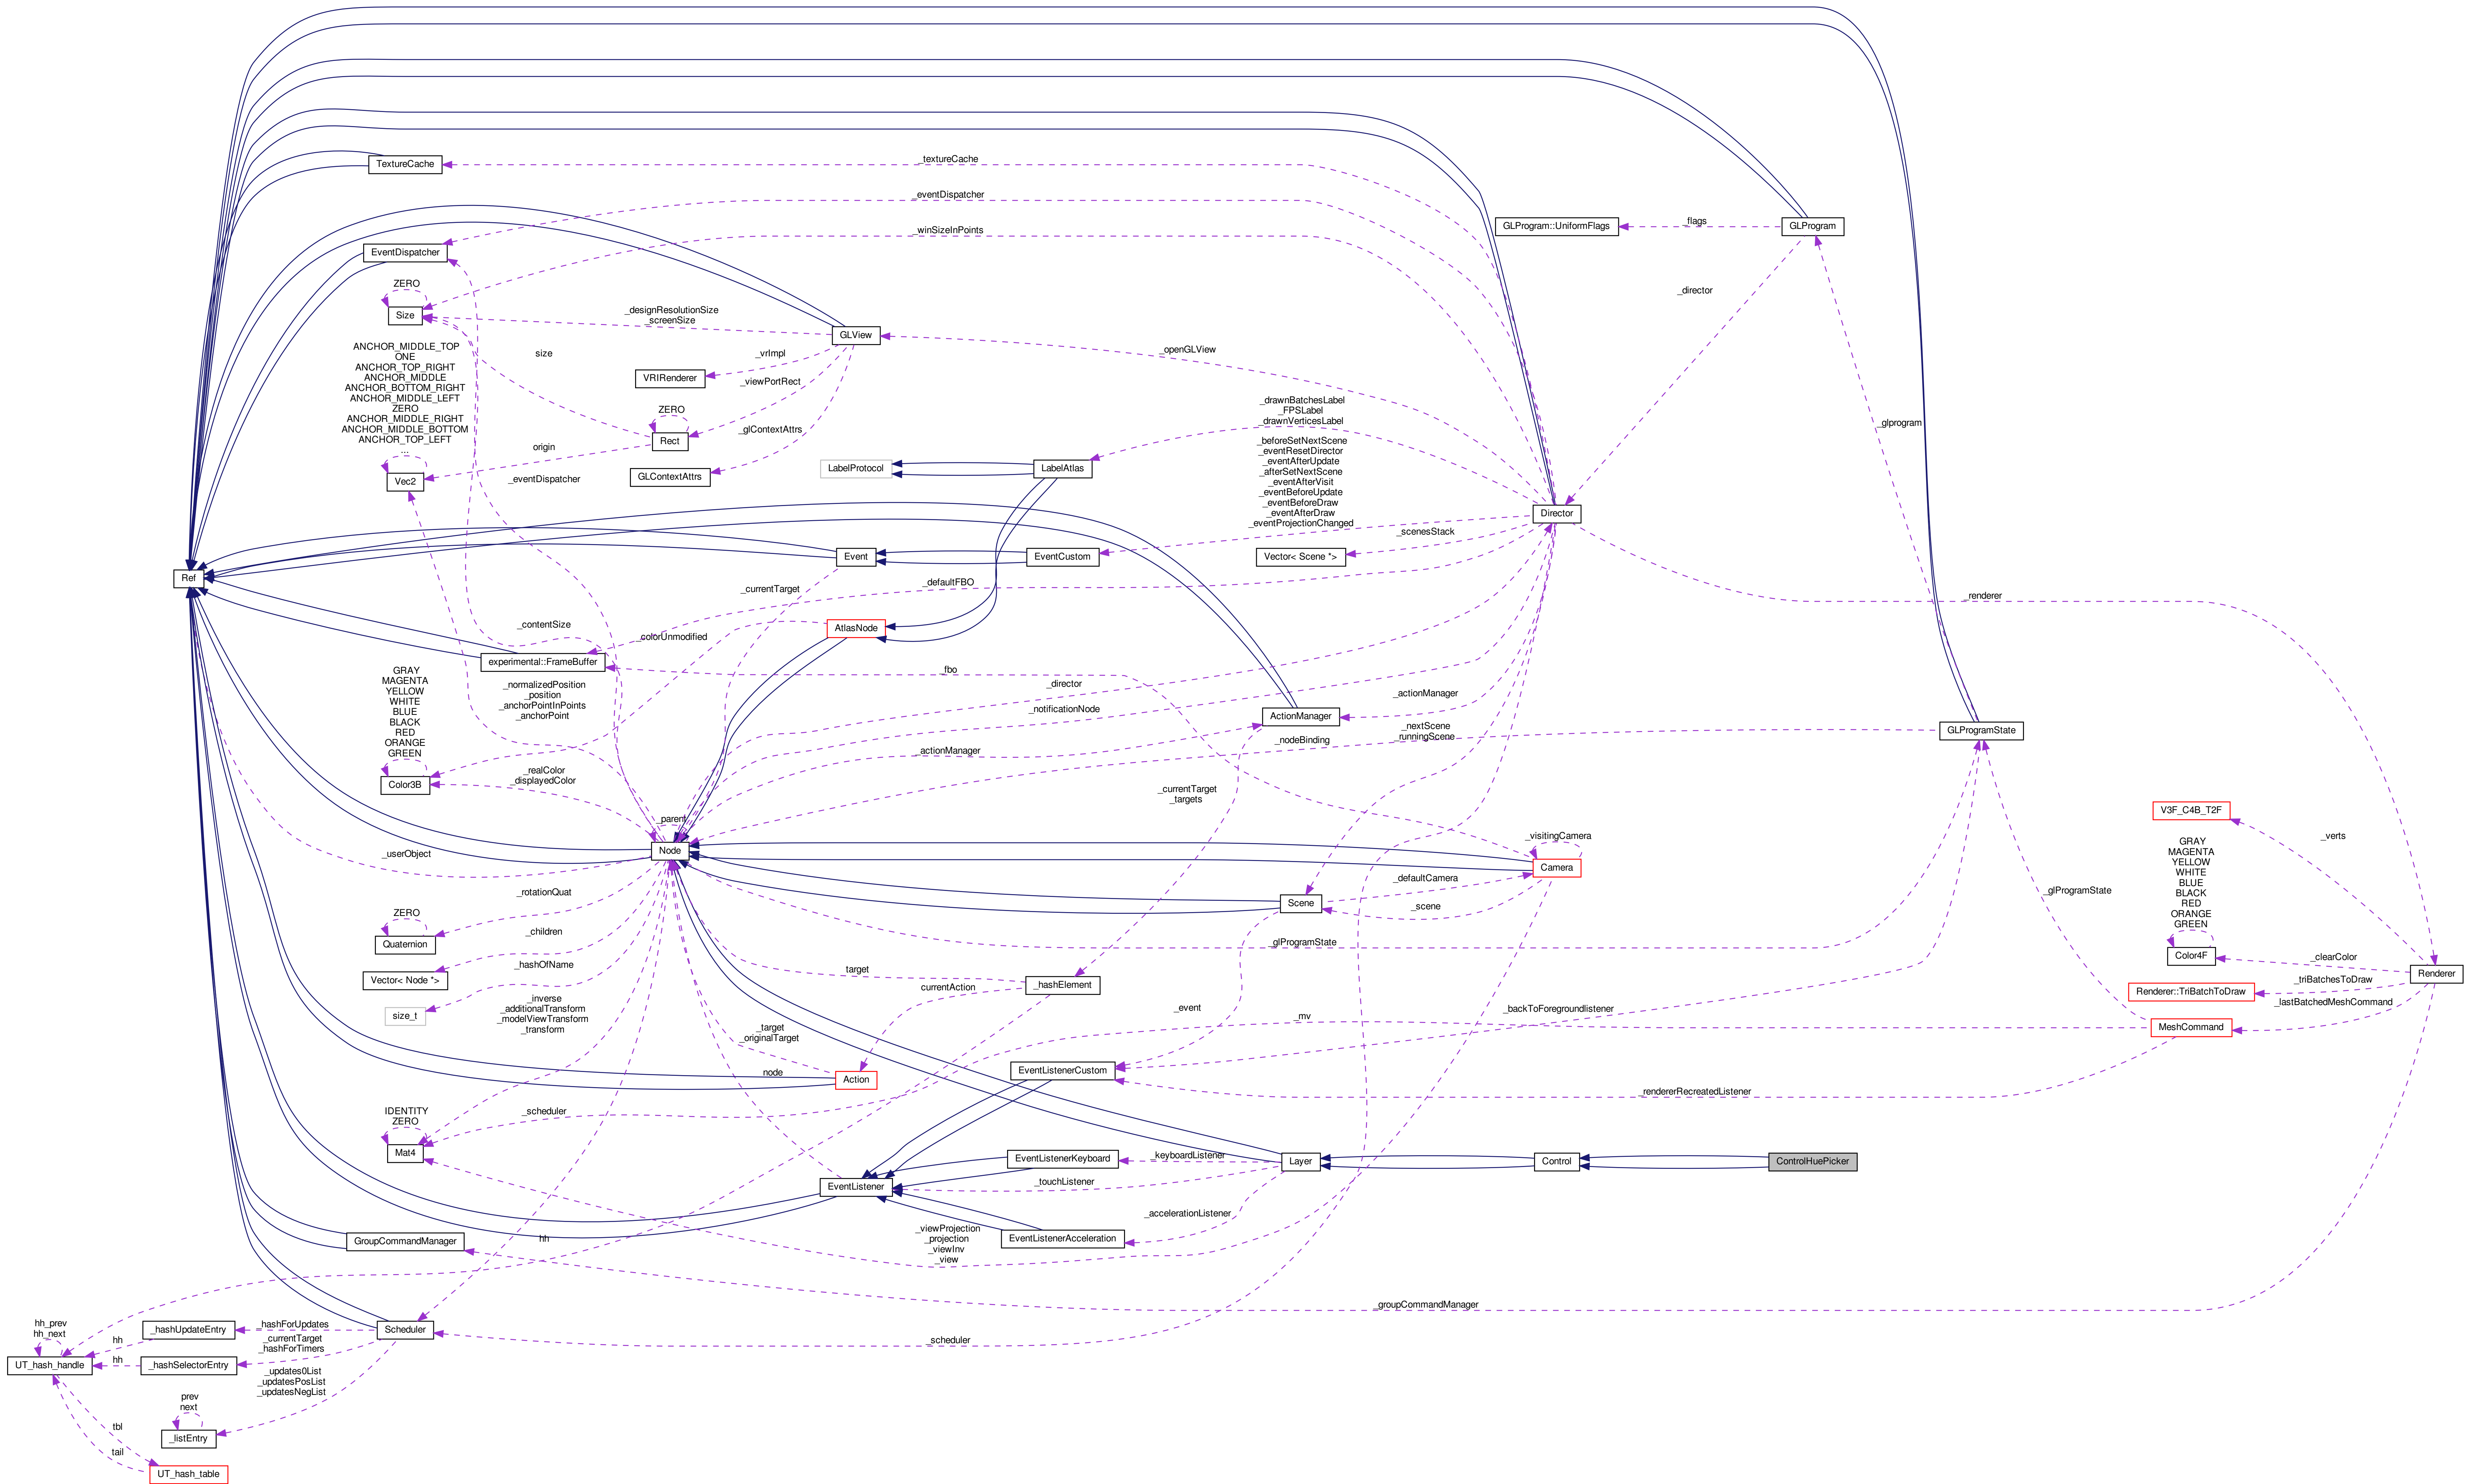 TextureCache
_textureCache
_eventDispatcher
_winSizeInPoints
GLProgram::UniformFlags
_flags
GLProgram
EventDispatcher
ZERO
Size
_designResolutionSize
_screenSize
GLView
_director
_openGLView
size
_vrImpl
VRIRenderer
_viewPortRect
ANCHOR_MIDDLE_TOP
ONE
ANCHOR_TOP_RIGHT
ANCHOR_MIDDLE
ANCHOR_BOTTOM_RIGHT
ANCHOR_MIDDLE_LEFT
ZERO
ANCHOR_MIDDLE_RIGHT
ANCHOR_MIDDLE_BOTTOM
ANCHOR_TOP_LEFT
...
Vec2
ZERO
Rect
origin
_glContextAttrs
GLContextAttrs
_drawnBatchesLabel
_FPSLabel
_drawnVerticesLabel
_glprogram
LabelProtocol
LabelAtlas
_beforeSetNextScene
_eventResetDirector
_eventAfterUpdate
_afterSetNextScene
_eventAfterVisit
_eventBeforeUpdate
_eventBeforeDraw
_eventAfterDraw
_eventProjectionChanged
_eventDispatcher
Director
_scenesStack
Vector< Scene *>
Event
EventCustom
Ref
_currentTarget
_defaultFBO
_renderer
_contentSize
_colorUnmodified
AtlasNode
experimental::FrameBuffer
_fbo
GRAY
MAGENTA
YELLOW
WHITE
BLUE
BLACK
RED
ORANGE
GREEN
Color3B
_normalizedPosition
_position
_anchorPointInPoints
_anchorPoint
_director
_notificationNode
_actionManager
ActionManager
_nextScene
_runningScene
GLProgramState
_nodeBinding
_actionManager
_realColor
_displayedColor
_currentTarget
_targets
_parent
Node
_visitingCamera
Camera
V3F_C4B_T2F
_verts
GRAY
MAGENTA
YELLOW
WHITE
BLUE
BLACK
RED
ORANGE
GREEN
Color4F
_userObject
_rotationQuat
ZERO
Quaternion
_defaultCamera
Scene
_scene
_glProgramState
_glProgramState
_children
Vector< Node *>
_hashOfName
size_t
target
currentAction
_hashElement
_clearColor
Renderer
_triBatchesToDraw
Renderer::TriBatchToDraw
_lastBatchedMeshCommand
MeshCommand
_inverse
_additionalTransform
_modelViewTransform
_transform
_event
_mv
_backToForegroundlistener
_target
_originalTarget
node
Action
EventListenerCustom
_rendererRecreatedListener
IDENTITY
ZERO
Mat4
_scheduler
EventListenerKeyboard
_keyboardListener
Layer
Control
ControlHuePicker
EventListener
_touchListener
_accelerationListener
GroupCommandManager
hh
_viewProjection
_projection
_viewInv
_view
EventListenerAcceleration
_groupCommandManager
_scheduler
hh_prev
hh_next
UT_hash_handle
hh
_hashUpdateEntry
_hashForUpdates
Scheduler
hh
_hashSelectorEntry
_currentTarget
_hashForTimers
_updates0List
_updatesPosList
_updatesNegList
prev
next
_listEntry
tbl
tail
UT_hash_table